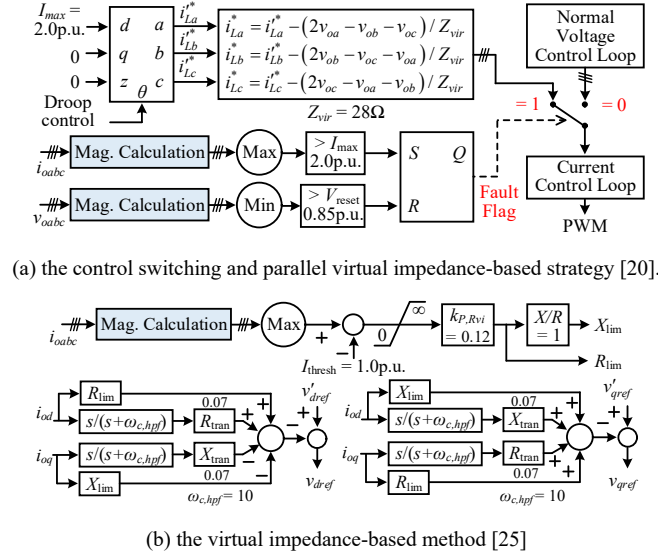 I_max = 2.0p.u.
0
0
Droop control
d a
q b
z c
θ
i'*_La
i'*_Lb
i'*_Lc
i*_La = i'*_La − (2v_oa − v_ob − v_oc) / Z_vir
i*_Lb = i'*_Lb − (2v_ob − v_oa − v_oc) / Z_vir
i*_Lc = i'*_Lc − (2v_oc − v_oa − v_ob) / Z_vir
Z_vir = 28Ω
Normal Voltage Control Loop
= 1
= 0
Current Control Loop
PWM
i_oabc
Mag. Calculation
Max
> I_max 2.0p.u.
S Q
v_oabc
Mag. Calculation
Min
> V_reset 0.85p.u.
R
Fault Flag
(a) the control switching and parallel virtual impedance-based strategy [20].
i_oabc
Mag. Calculation
Max
+
−
I_thresh = 1.0p.u.
0
∞
k_P,Rvi = 0.12
X/R = 1
X_lim
R_lim
R_lim
i_od
s/(s+ω_c,hpf)
0.07
R_tran
i_oq
s/(s+ω_c,hpf)
X_tran
0.07
X_lim
ω_c,hpf = 10
+
+
−
−
−
+
v'_dref
v_dref
X_lim
i_od
s/(s+ω_c,hpf)
0.07
X_tran
i_oq
s/(s+ω_c,hpf)
R_tran
0.07
R_lim
ω_c,hpf = 10
+
+
+
+
−
+
v'_qref
v_qref
(b) the virtual impedance-based method [25]